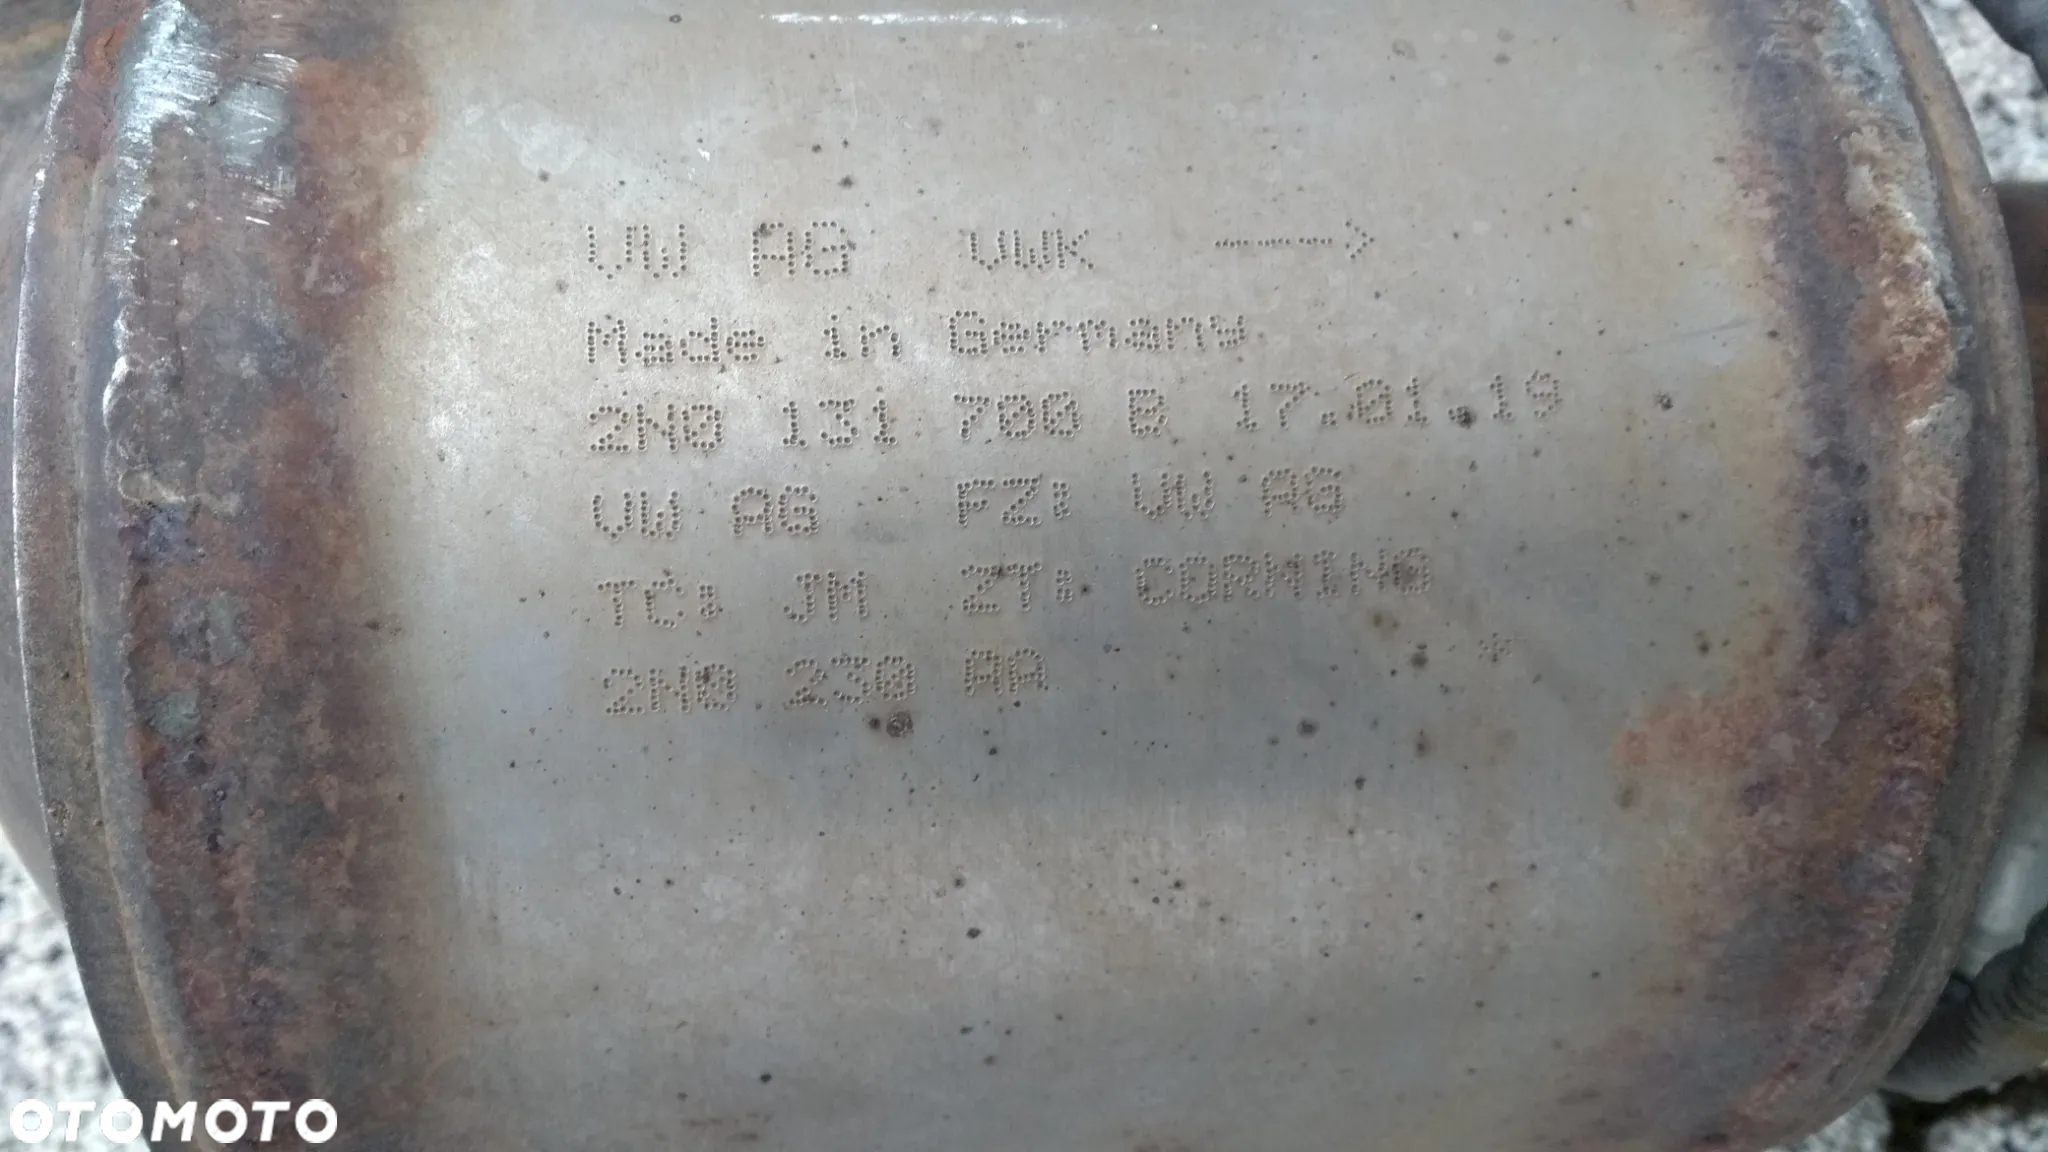 VW AG VWK --->
Made in Germany
2N0 131 700 B 17.01.19
VW AG FZ: VW AG
TC: JM ZT: CORNING
2N0 230 AA *
OTOMOTO